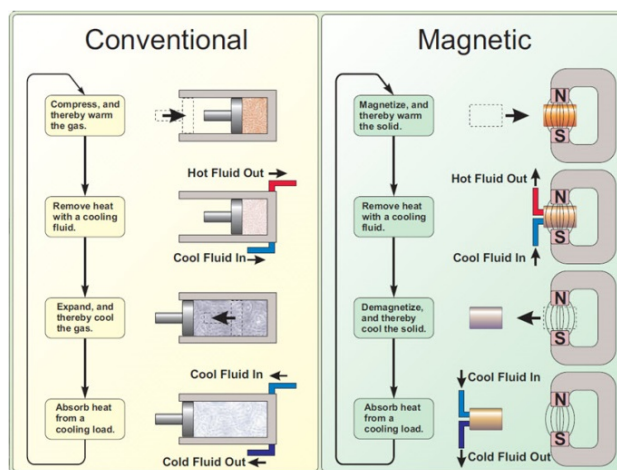 Conventional
Compress, and
thereby warm
the gas.
Remove heat
with a cooling
fluid.
Hot Fluid Out
Cool Fluid In
Expand, and
thereby cool
the gas.
Absorb heat
from a
cooling load.
Cool Fluid In
Cold Fluid Out
Magnetic
Magnetize, and
thereby warm
the solid.
N
S
Remove heat
with a cooling
fluid.
Hot Fluid Out
N
S
Cool Fluid In
Demagnetize,
and thereby
cool the solid.
N
S
Absorb heat
from a
cooling load.
Cool Fluid In
N
S
Cold Fluid Out